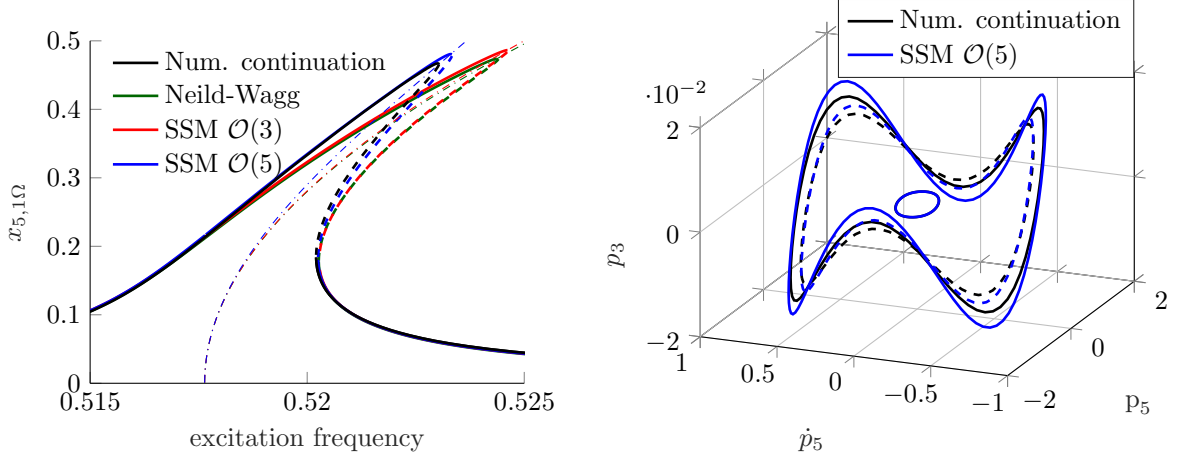 0.5
0.4
0.3
0.2
0.1
0
0.515
0.52
0.525
x5,1Ω
excitation frequency
Num. continuation
Neild-Wagg
SSM O(3)
SSM O(5)
Num. continuation
SSM O(5)
·10−2
2
0
−2
p3
1
0.5
0
−0.5
−1
ṗ5
−2
0
2
p5